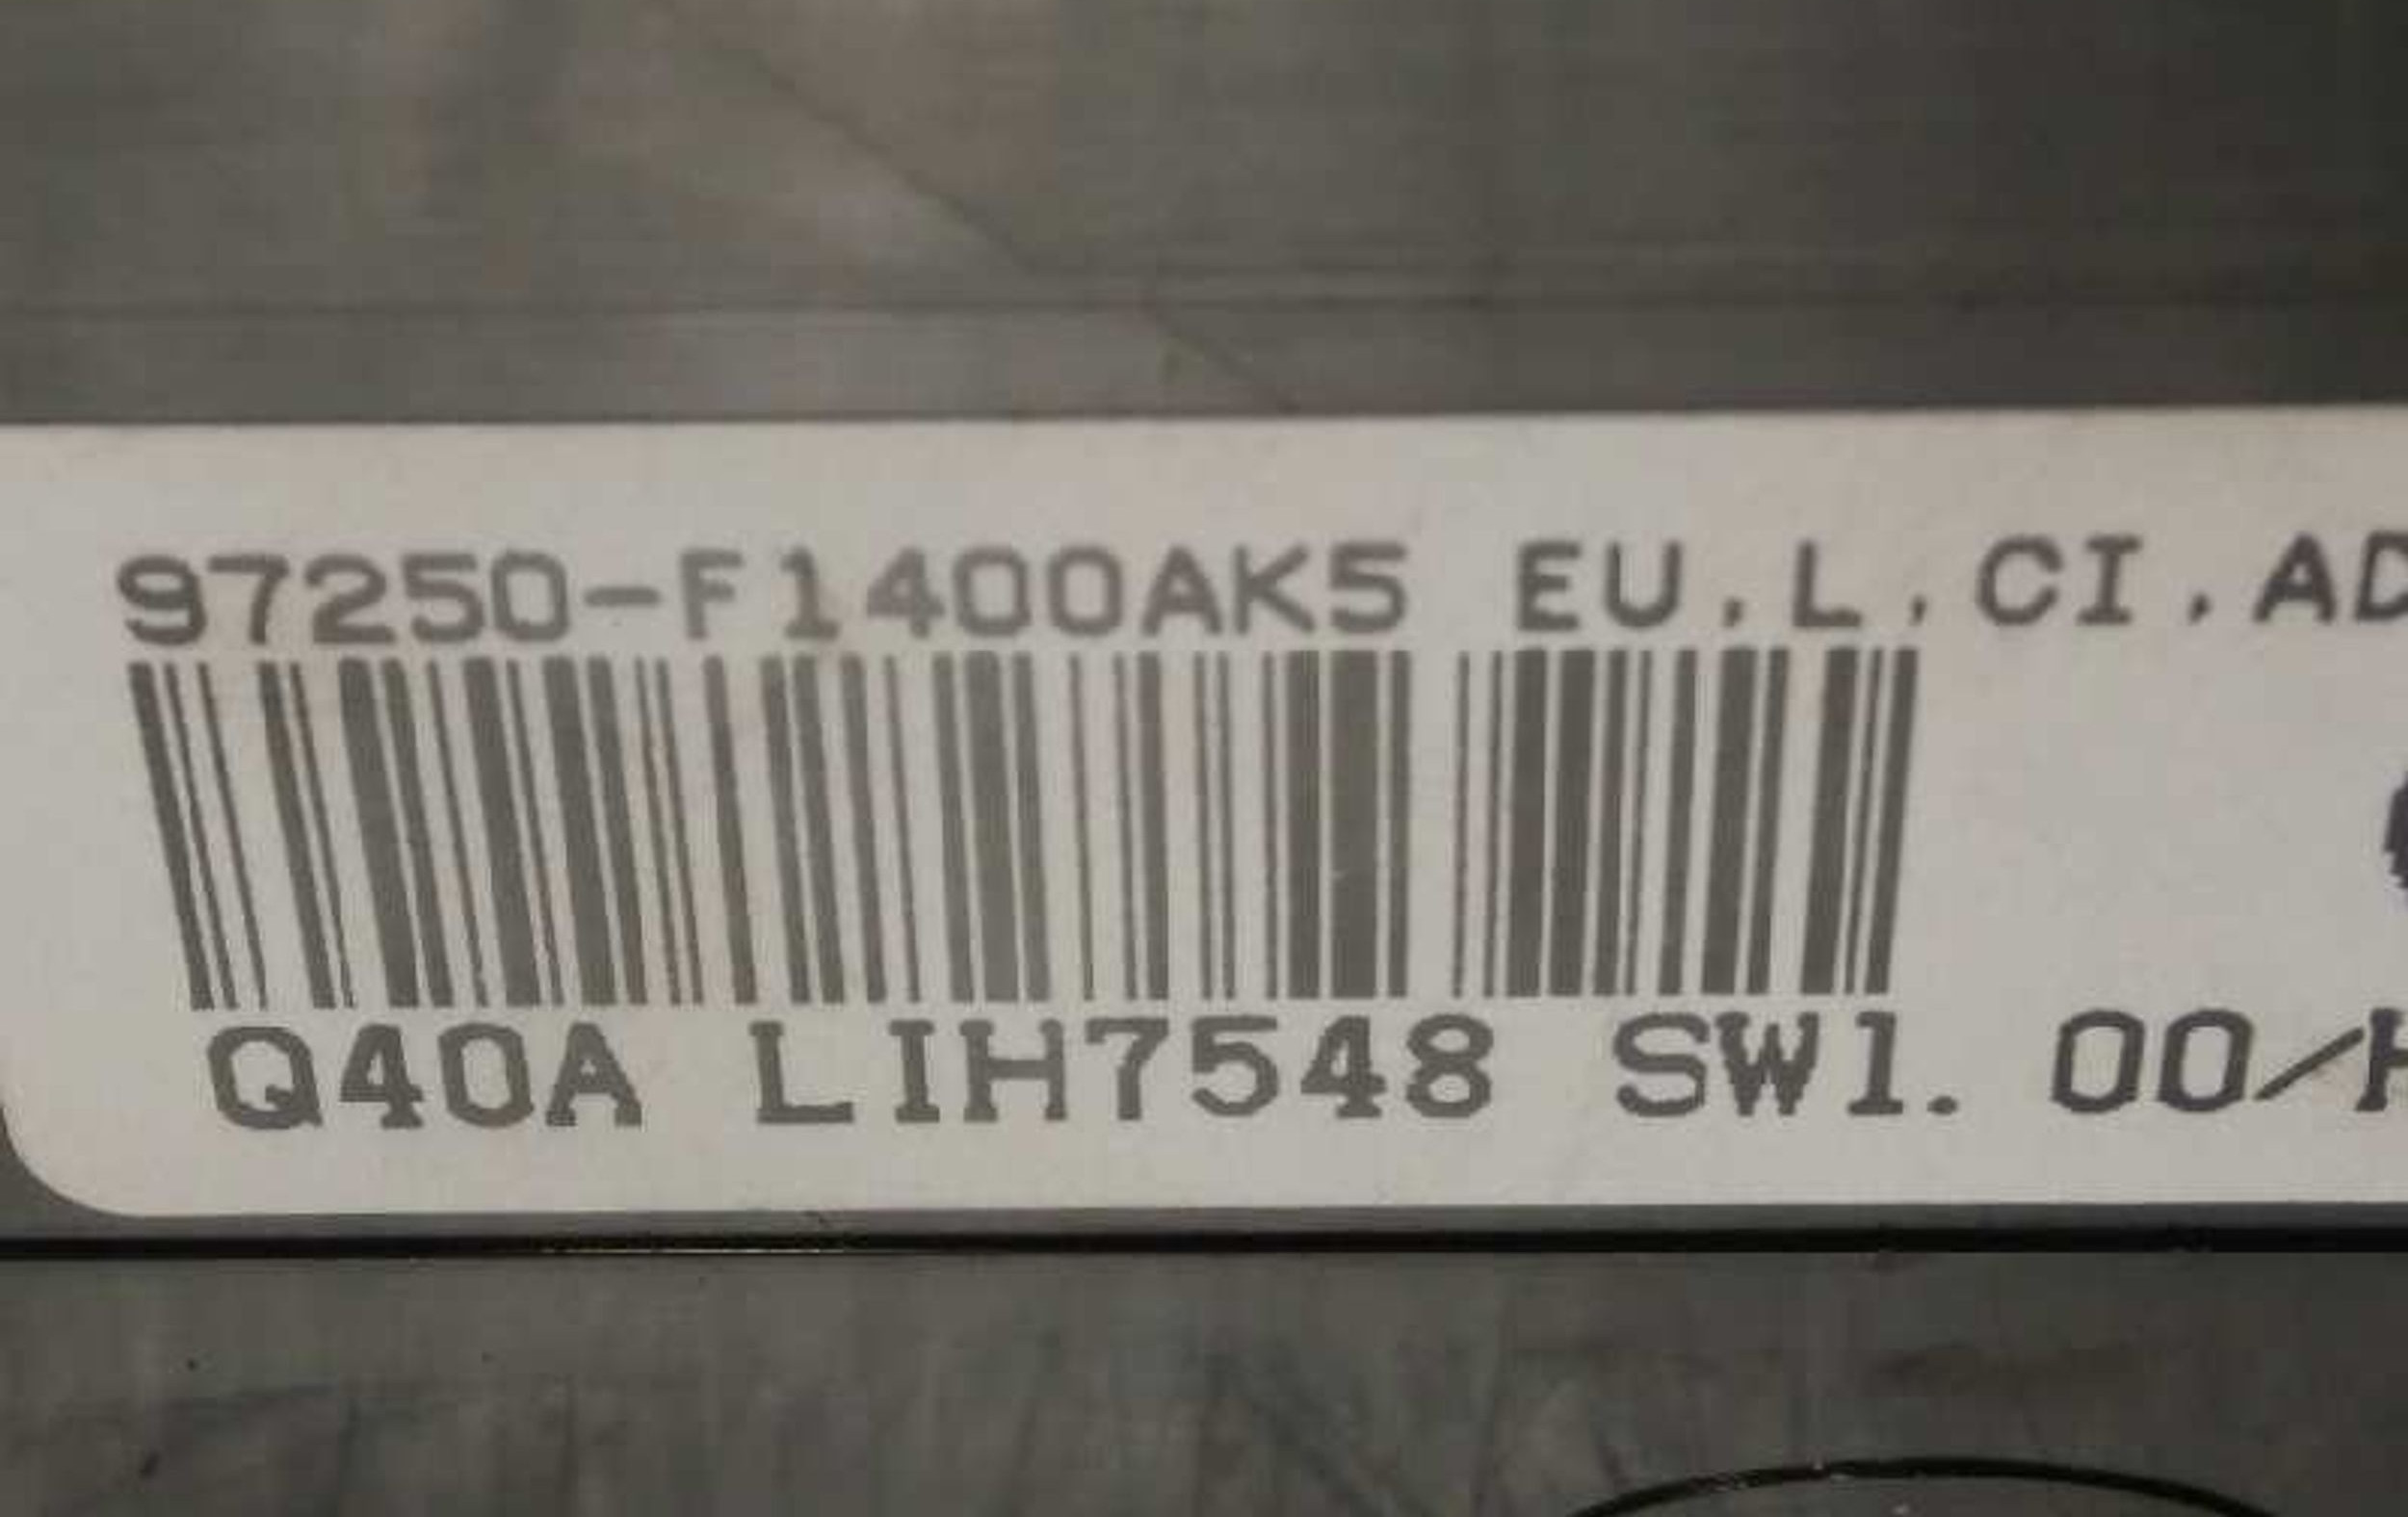 97250-F1400AK5 EU,L,CI,AD
Q40A LIH7548 SW1.00/H